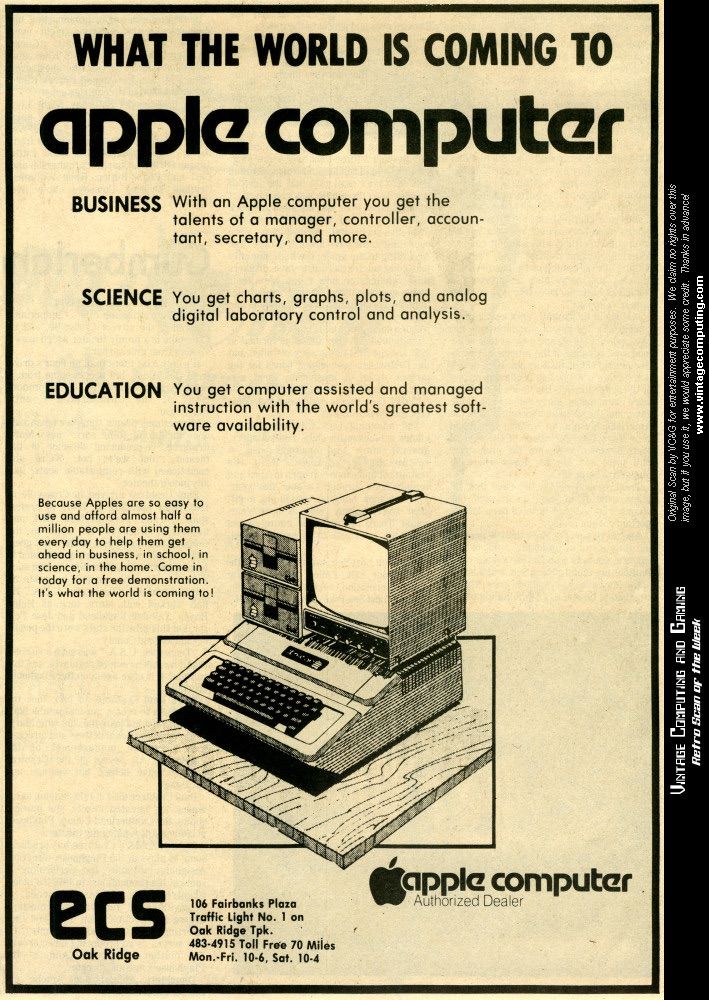 WHAT THE WORLD IS COMING TO
apple computer
BUSINESS With an Apple computer you get the
talents of a manager, controller, accoun-
tant, secretary, and more.
SCIENCE You get charts, graphs, plots, and analog
digital laboratory control and analysis.
EDUCATION You get computer assisted and managed
instruction with the world's greatest soft-
ware availability.
Because Apples are so easy to
use and afford almost half a
million people are using them
every day to help them get
ahead in business, in school, in
science, in the home. Come in
today for a free demonstration.
It's what the world is coming to!
apple computer
Authorized Dealer
ecs
Oak Ridge
106 Fairbanks Plaza
Traffic Light No. 1 on
Oak Ridge Tpk.
483-4915 Toll Free 70 Miles
Mon.-Fri. 10-6, Sat. 10-4
Original Scan by VC&G for entertainment purposes. We claim no rights over this
image, but if you use it, we would appreciate some credit. Thanks in advance!
www.vintagecomputing.com
Vintage Computing and Gaming
Retro Scan of the Week